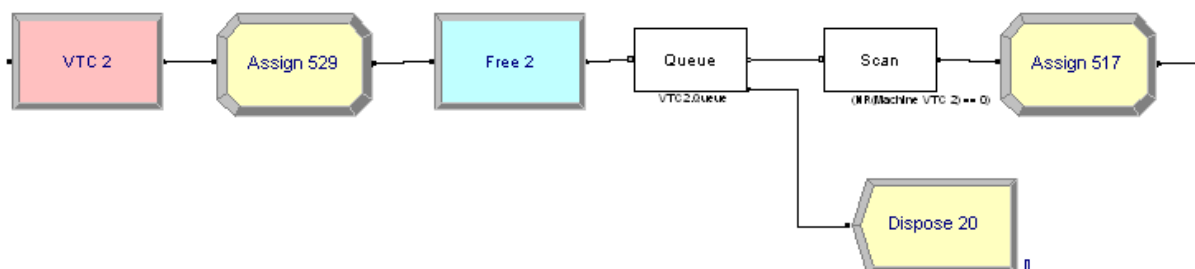 VTC 2
Assign 529
Free 2
Queue
Scan
Assign 517
VTC2.Queue
(NR(Machine VTC 2) == 0)
Dispose 20